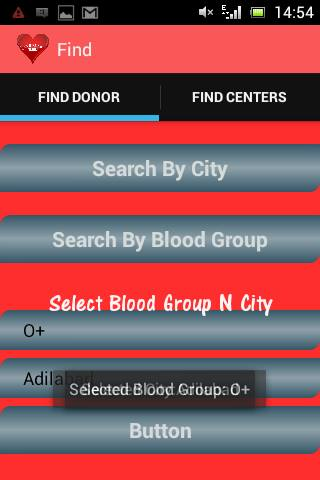 14:54
Find
FIND DONOR
FIND CENTERS
Search By City
Search By Blood Group
Select Blood Group N City
O+
Adilabad
Selected Blood Group: O+
Button